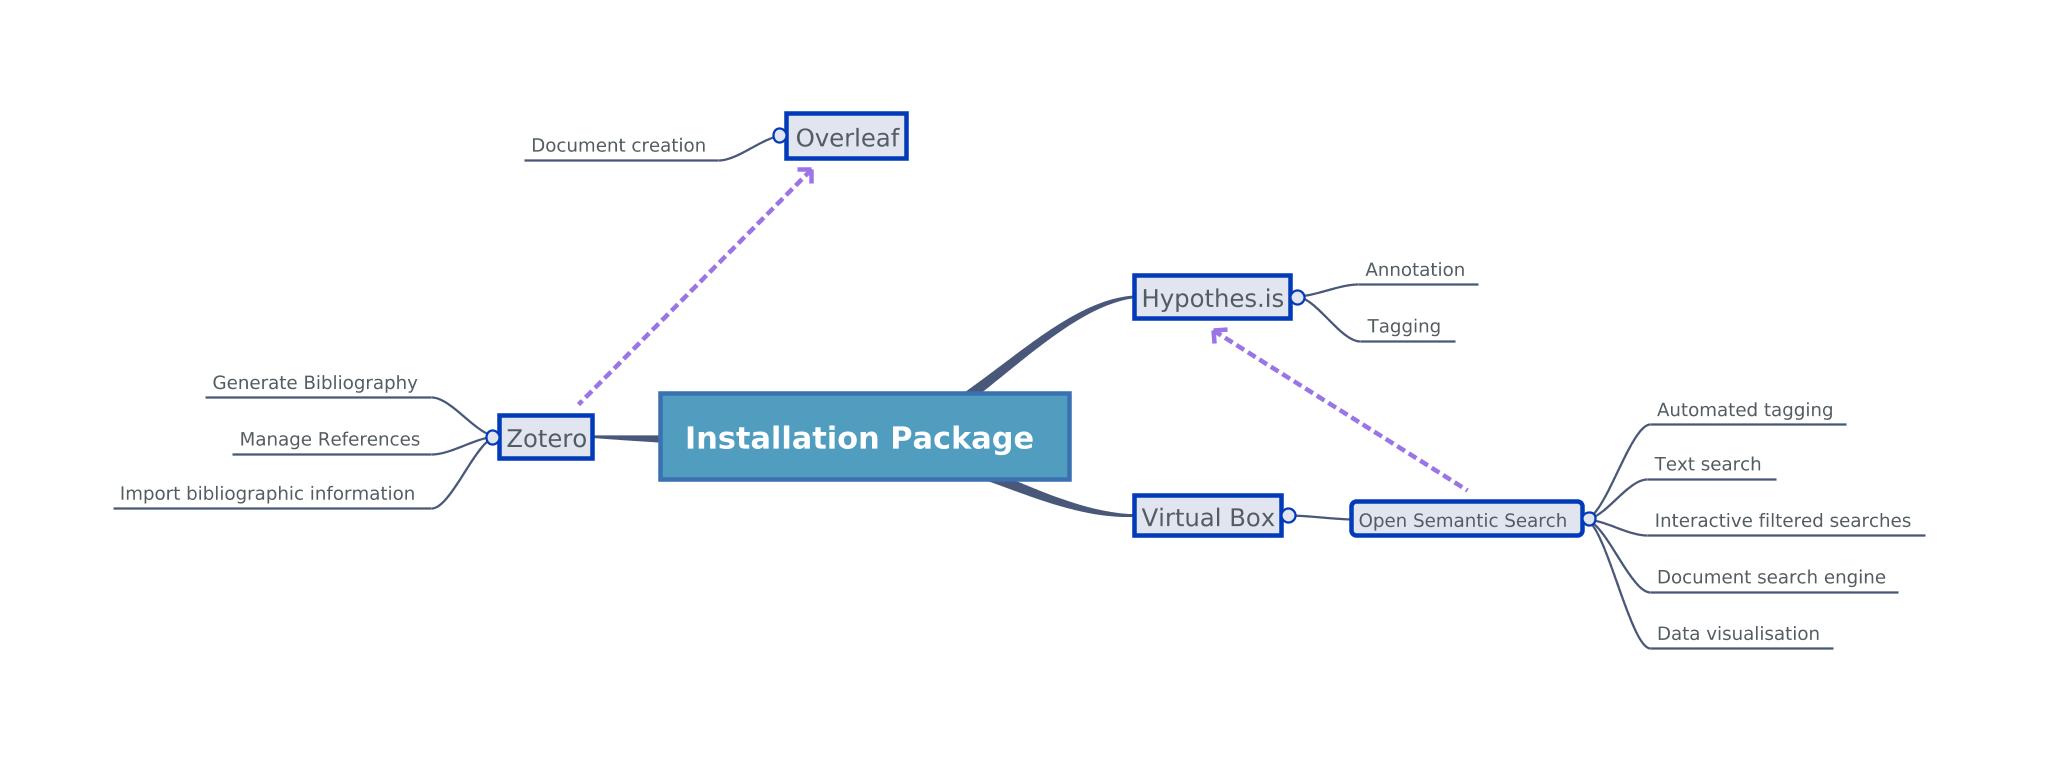 Overleaf
Document creation
Hypothes.is
Annotation
Tagging
Generate Bibliography
Manage References
Import bibliographic information
Zotero
Installation Package
Virtual Box
Open Semantic Search
Automated tagging
Text search
Interactive filtered searches
Document search engine
Data visualisation